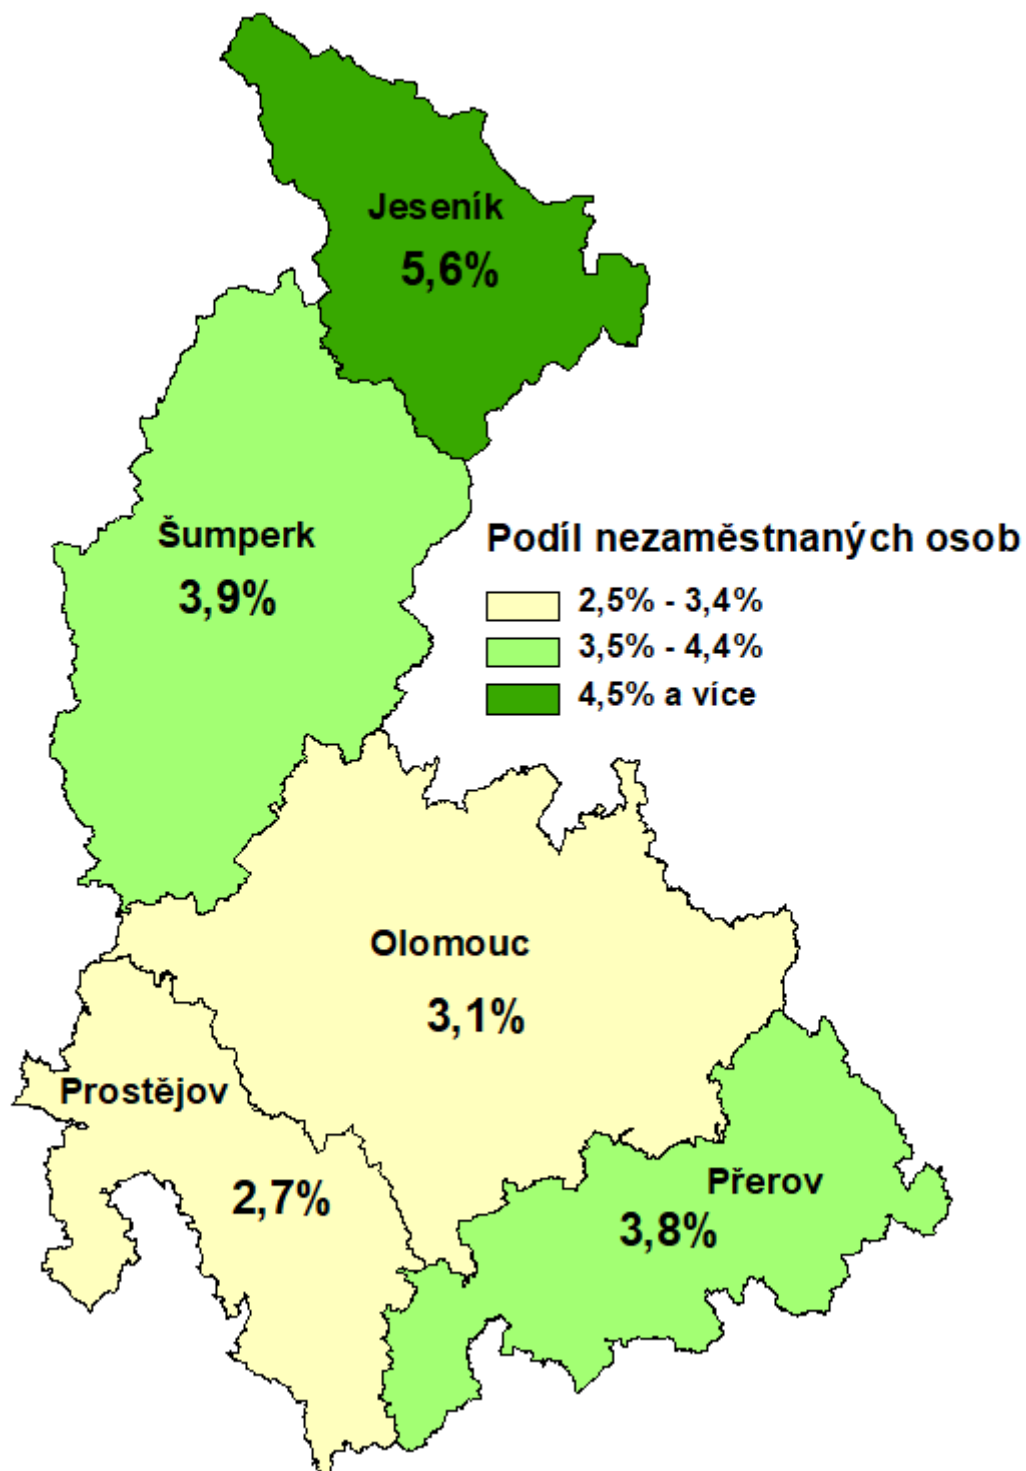 Jeseník
5,6%
Šumperk
3,9%
Podíl nezaměstnaných osob
2,5% - 3,4%
3,5% - 4,4%
4,5% a více
Olomouc
3,1%
Prostějov
2,7%
Přerov
3,8%